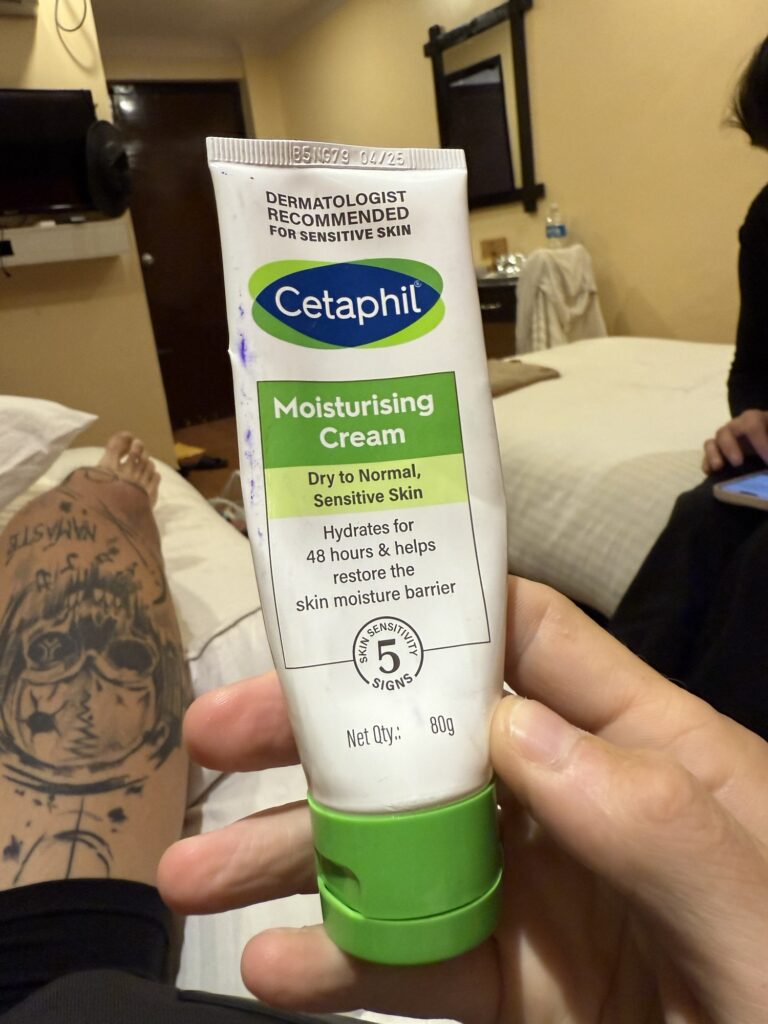 B5NG79 04/25
DERMATOLOGIST
RECOMMENDED
FOR SENSITIVE SKIN
Cetaphil®
Moisturising
Cream
Dry to Normal,
Sensitive Skin
Hydrates for
48 hours & helps
restore the
skin moisture barrier
SKIN SENSITIVITY
5
SIGNS
Net Qty.: 80g
NAMASTE